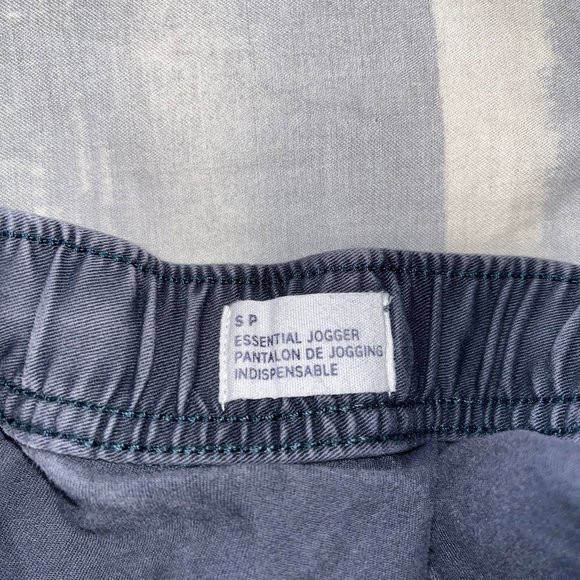 S P
ESSENTIAL JOGGER
PANTALON DE JOGGING
INDISPENSABLE